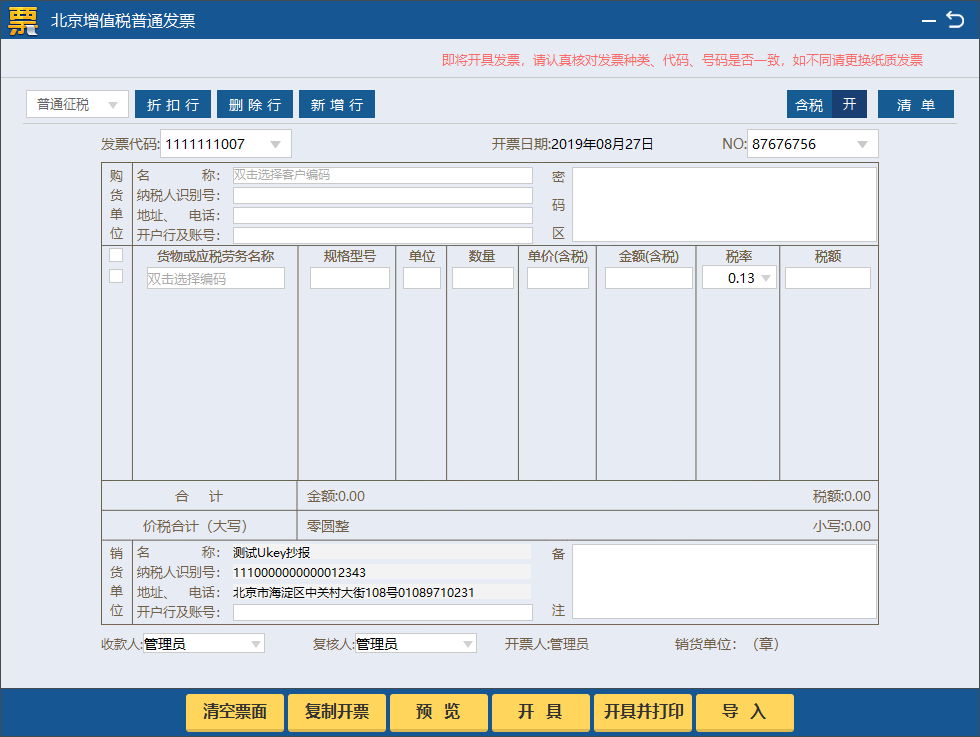 票 北京增值税普通发票
即将开具发票，请认真核对发票种类、代码、号码是否一致，如不同请更换纸质发票
普通征税 折 扣 行 删 除 行 新 增 行 含税 开 清 单
发票代码: 1111111007 开票日期:2019年08月27日 NO: 87676756
购货单位
名 称： 双击选择客户编码
纳税人识别号：
地址、 电话：
开户行及账号：
密码区
货物或应税劳务名称 规格型号 单位 数量 单价(含税) 金额(含税) 税率 税额
双击选择编码 0.13
合 计 金额:0.00 税额:0.00
价税合计（大写） 零圆整 小写:0.00
销货单位
名 称： 测试Ukey抄报
纳税人识别号： 1110000000000012343
地址、 电话： 北京市海淀区中关村大街108号01089710231
开户行及账号：
备注
收款人:管理员 复核人:管理员 开票人:管理员 销货单位：（章）
清空票面 复制开票 预 览 开 具 开具并打印 导 入